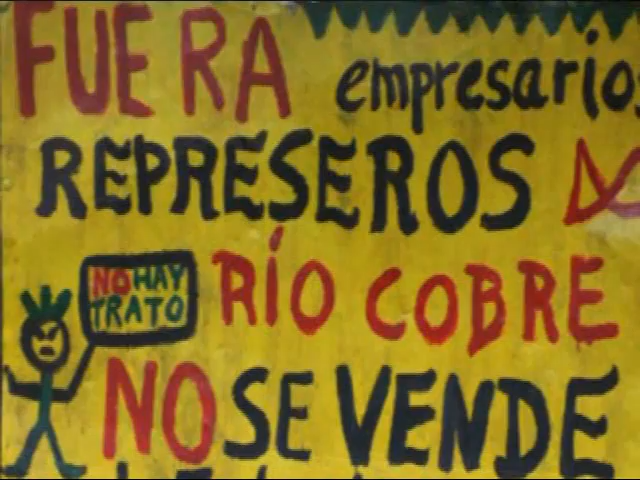 FUERA empresarios
REPRESEROS
NO HAY
TRATO
RÍO COBRE
NO SE VENDE